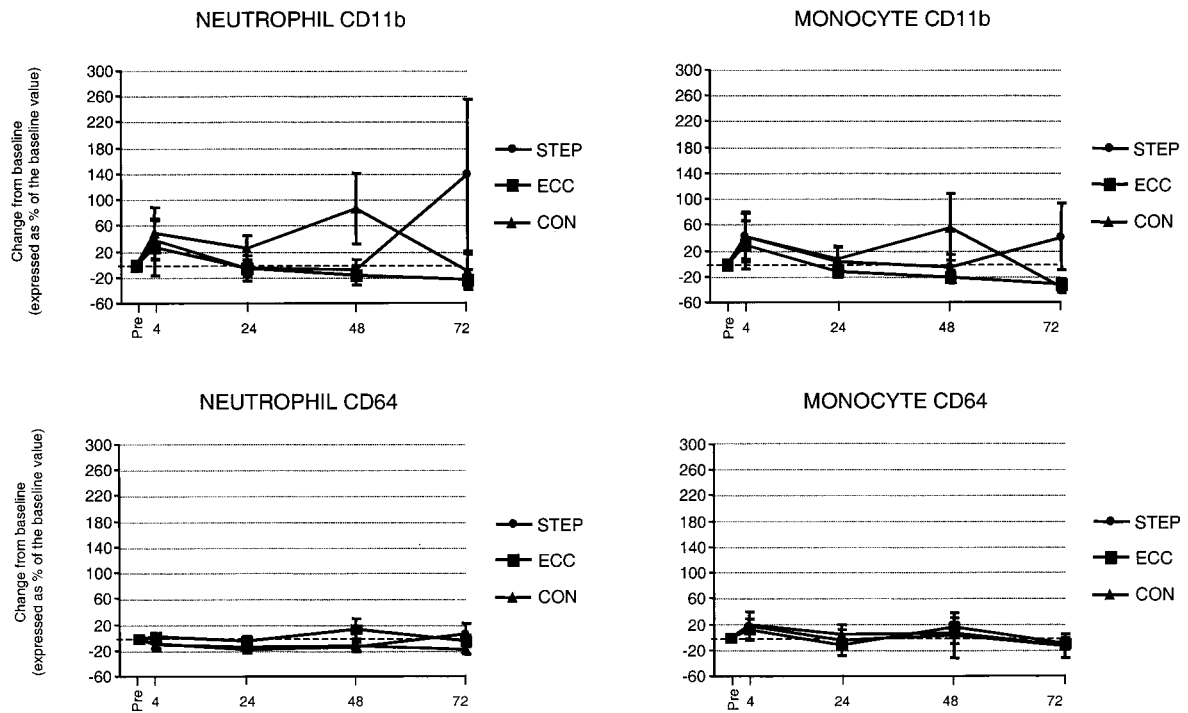 NEUTROPHIL CD11b
Change from baseline
(expressed as % of the baseline value)
300
260
220
180
140
100
60
20
-20
-60
Pre
4
24
48
72
STEP
ECC
CON
MONOCYTE CD11b
300
260
220
180
140
100
60
20
-20
-60
Pre
4
24
48
72
STEP
ECC
CON
NEUTROPHIL CD64
Change from baseline
(expressed as % of the baseline value)
300
260
220
180
140
100
60
20
-20
-60
Pre
4
24
48
72
STEP
ECC
CON
MONOCYTE CD64
300
260
220
180
140
100
60
20
-20
-60
Pre
4
24
48
72
STEP
ECC
CON